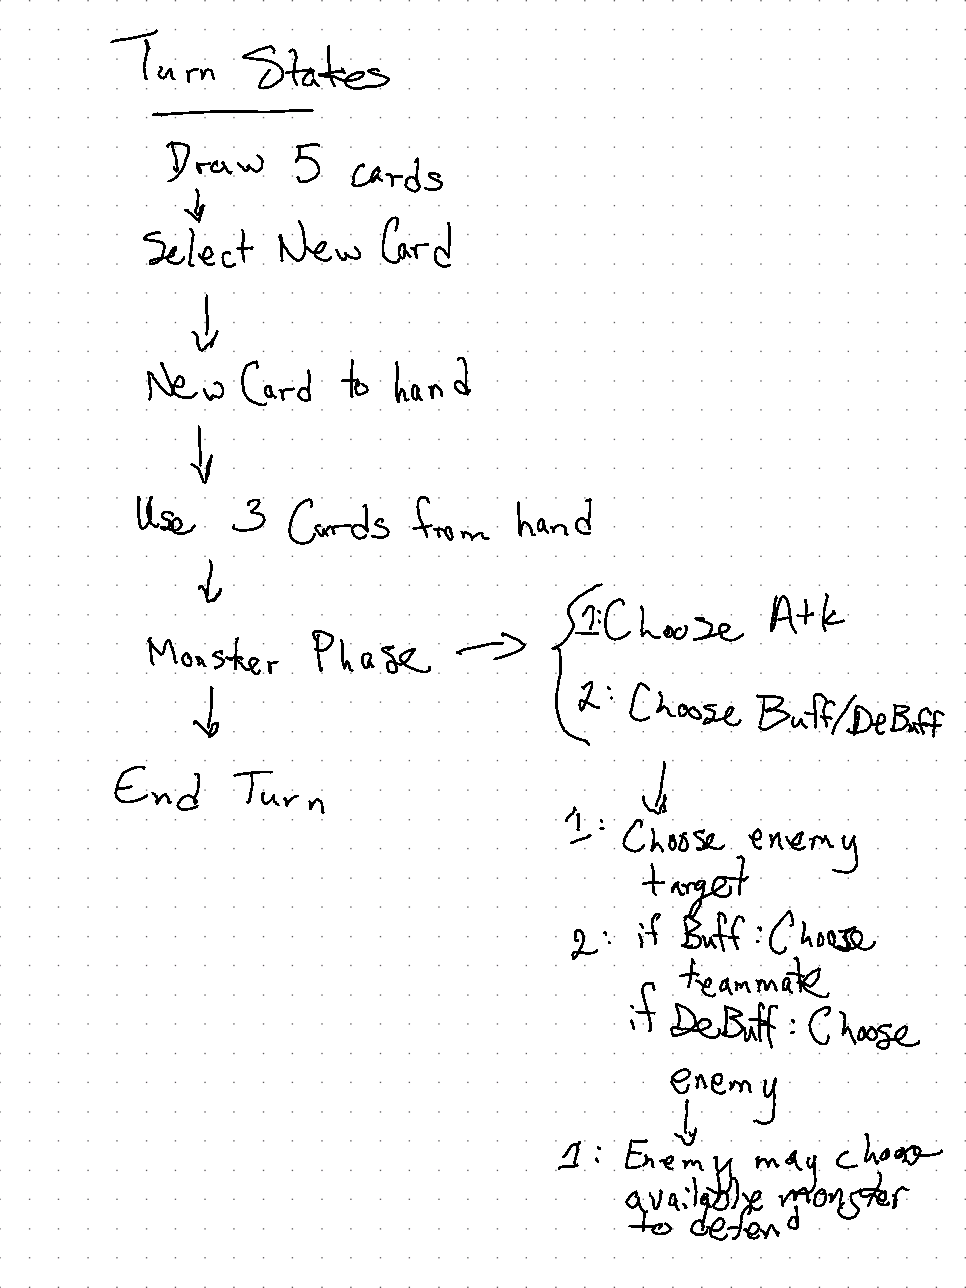 Turn States
Draw 5 cards
Select New Card
New Card to hand
Use 3 Cards from hand
Monster Phase
End Turn
1: Choose Atk
2: Choose Buff/DeBuff
1: Choose enemy
target
2: if Buff: Choose
teammate
if DeBuff: Choose
enemy
1: Enemy may choose
available monster
to defend